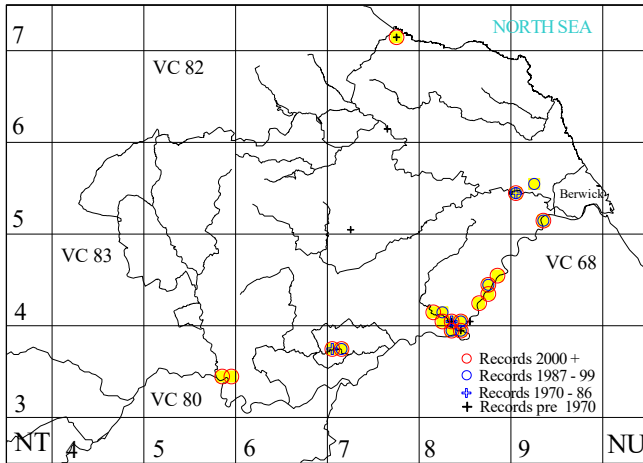 NORTH SEA
7
VC 82
6
Berwick
5
VC 83
VC 68
4
Records 2000 +
Records 1987 - 99
Records 1970 - 86
Records pre 1970
VC 80
3
NT 4 5 6 7 8 9 NU